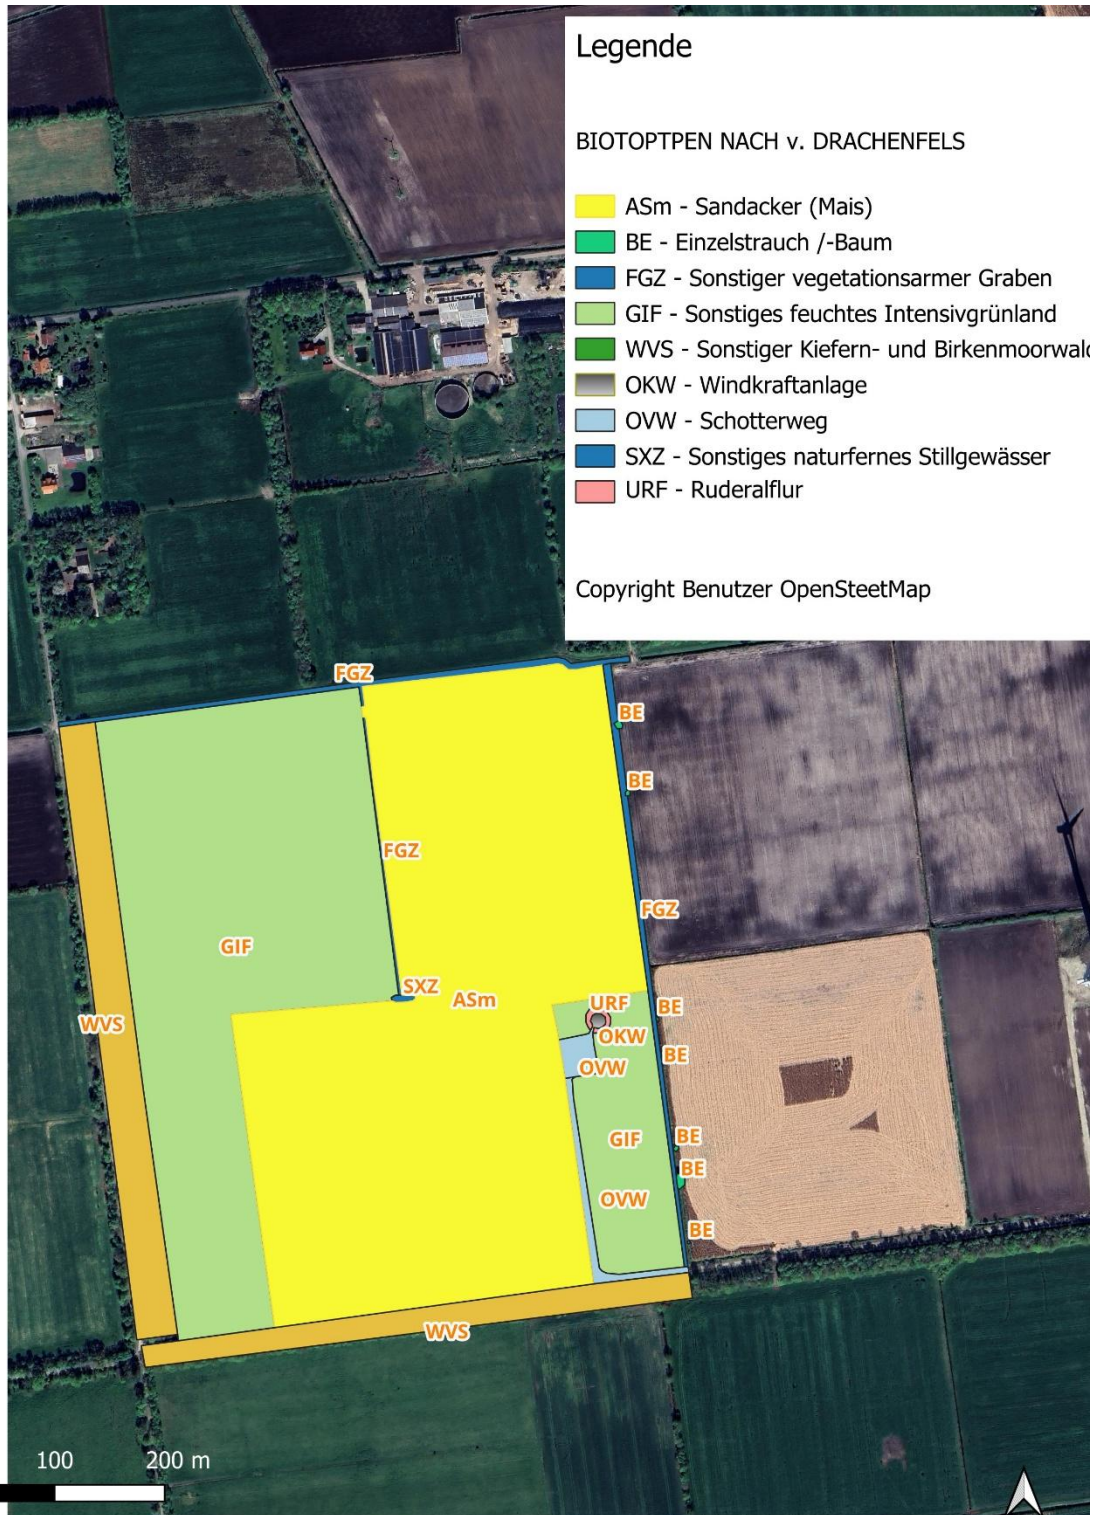 Legende
BIOTOPTPEN NACH v. DRACHENFELS
ASm - Sandacker (Mais)
BE - Einzelstrauch /-Baum
FGZ - Sonstiger vegetationsarmer Graben
GIF - Sonstiges feuchtes Intensivgrünland
WVS - Sonstiger Kiefern- und Birkenmoorwald
OKW - Windkraftanlage
OVW - Schotterweg
SXZ - Sonstiges naturfernes Stillgewässer
URF - Ruderalflur
Copyright Benutzer OpenSteetMap
FGZ
BE
BE
FGZ
FGZ
GIF
SXZ
ASm
URF
BE
WVS
OKW
BE
OVW
GIF
BE
BE
OVW
BE
WVS
100
200 m